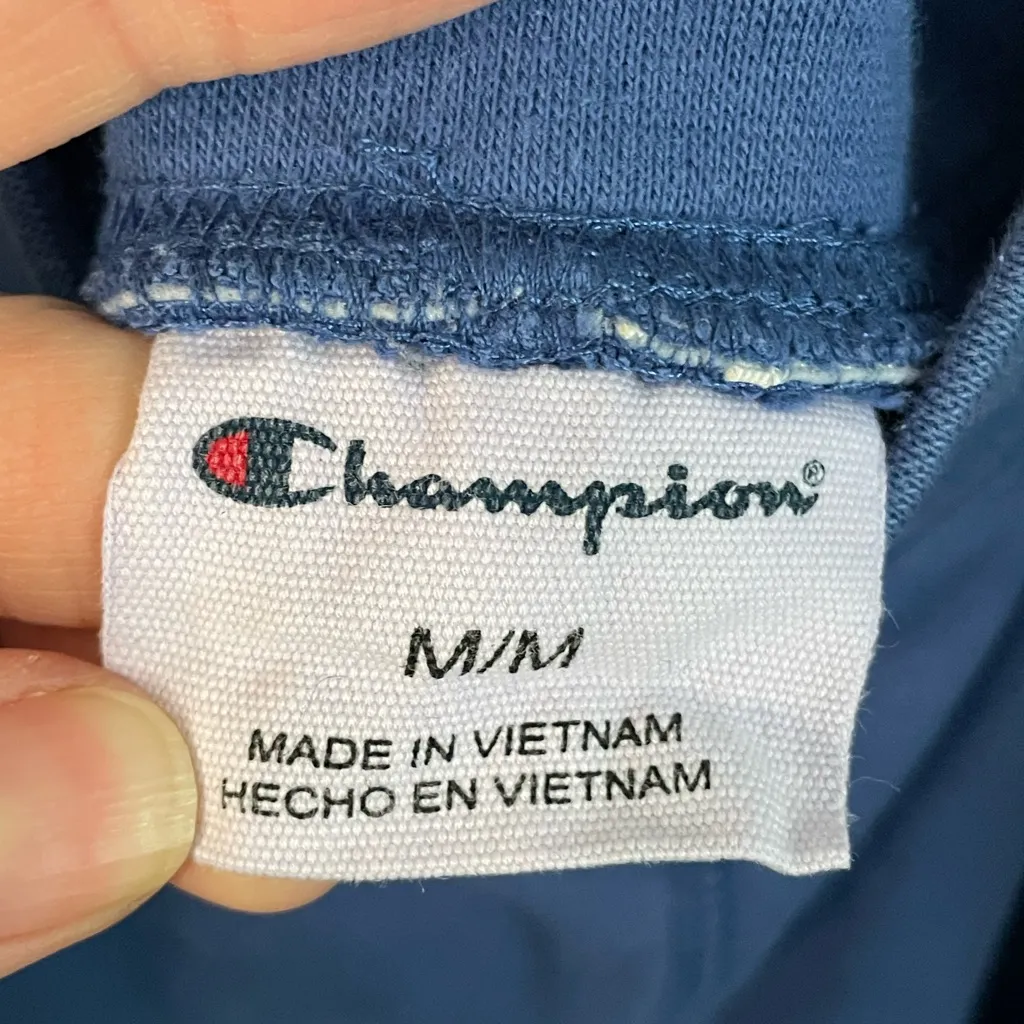 Champion®
M/M
MADE IN VIETNAM
HECHO EN VIETNAM